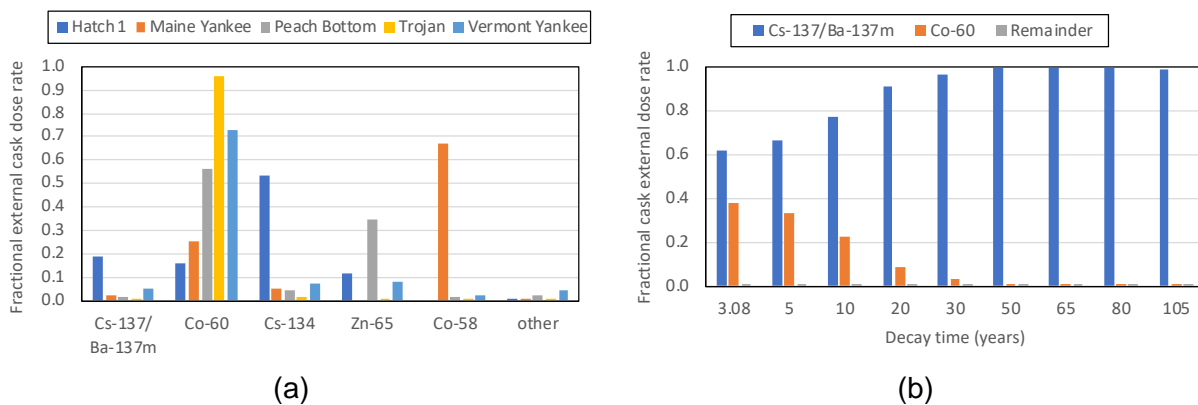 Hatch 1 Maine Yankee Peach Bottom Trojan Vermont Yankee
Fractional external cask dose rate
1.0
0.9
0.8
0.7
0.6
0.5
0.4
0.3
0.2
0.1
0.0
Cs-137/ Co-60 Cs-134 Zn-65 Co-58 other
Ba-137m
(a)
Cs-137/Ba-137m Co-60 Remainder
Fractional cask external dose rate
1.0
0.8
0.6
0.4
0.2
0.0
3.08 5 10 20 30 50 65 80 105
Decay time (years)
(b)